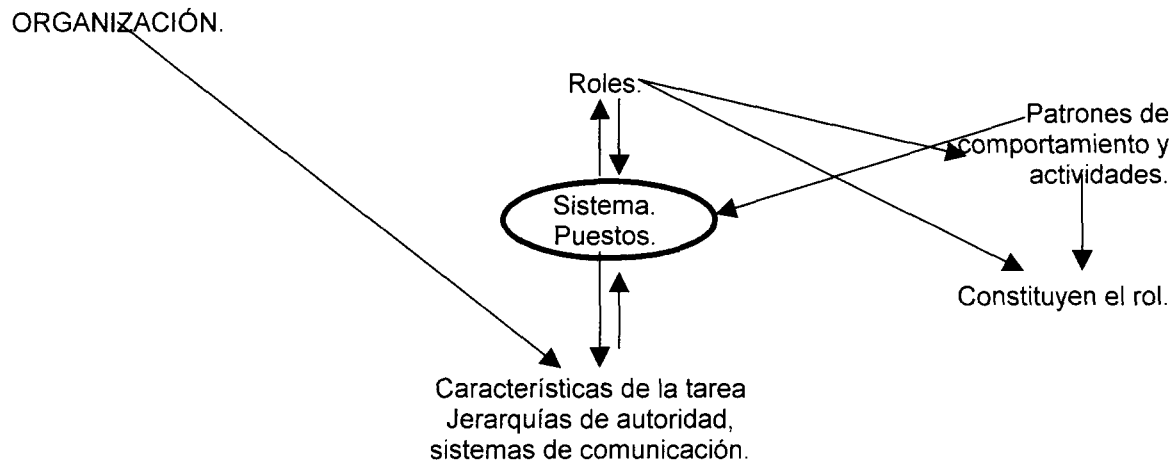 ORGANIZACIÓN.
Roles.
Patrones de
comportamiento y
actividades.
Sistema.
Puestos.
Constituyen el rol.
Características de la tarea
Jerarquías de autoridad,
sistemas de comunicación.